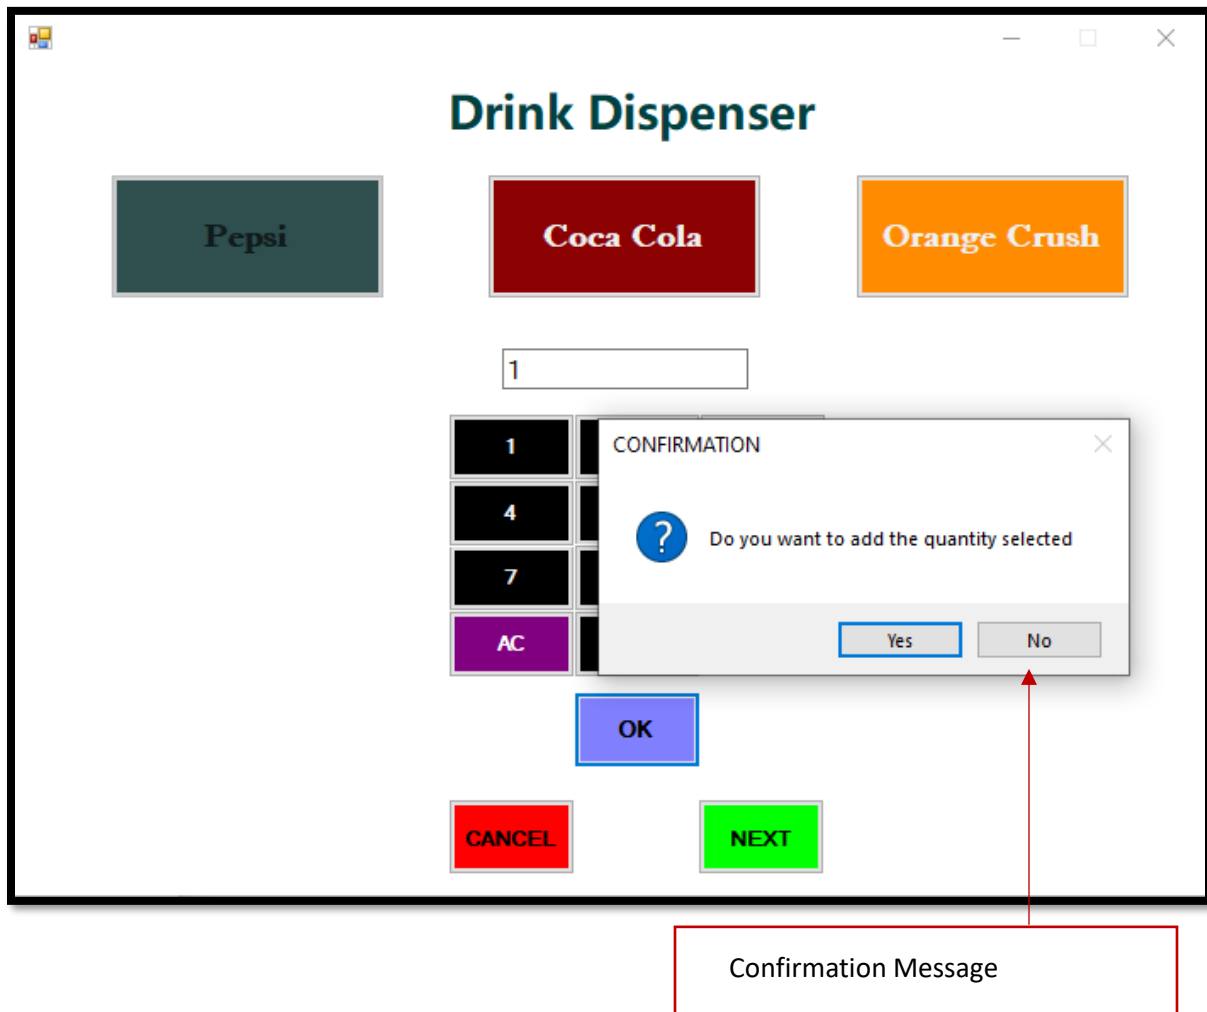 Drink Dispenser
Pepsi
Coca Cola
Orange Crush
1
1
CONFIRMATION
4
?
Do you want to add the quantity selected
7
Yes
No
AC
OK
CANCEL
NEXT
Confirmation Message